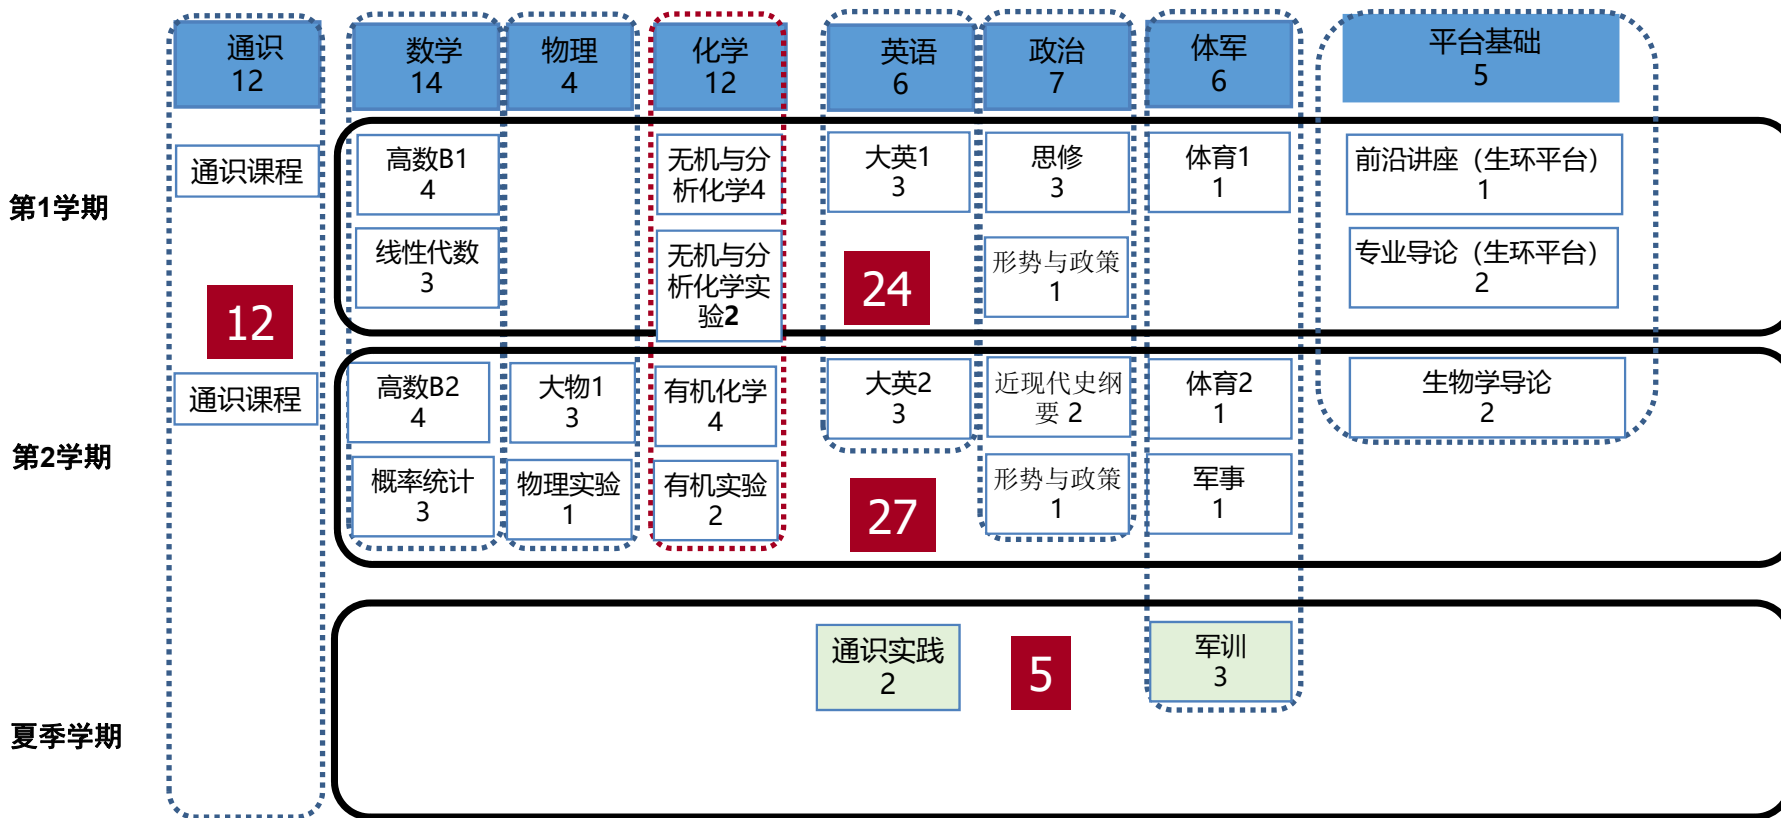 通识
12
数学
14
物理
4
化学
12
英语
6
政治
7
体军
6
平台基础
5
第1学期
通识课程
高数B1
4
线性代数
3
无机与分
析化学4
无机与分
析化学实
验2
大英1
3
24
思修
3
形势与政策
1
体育1
1
前沿讲座（生环平台）
1
专业导论（生环平台）
2
12
第2学期
通识课程
高数B2
4
概率统计
3
大物1
3
物理实验
1
有机化学
4
有机实验
2
大英2
3
27
近现代史纲
要 2
形势与政策
1
体育2
1
军事
1
生物学导论
2
夏季学期
通识实践
2
5
军训
3